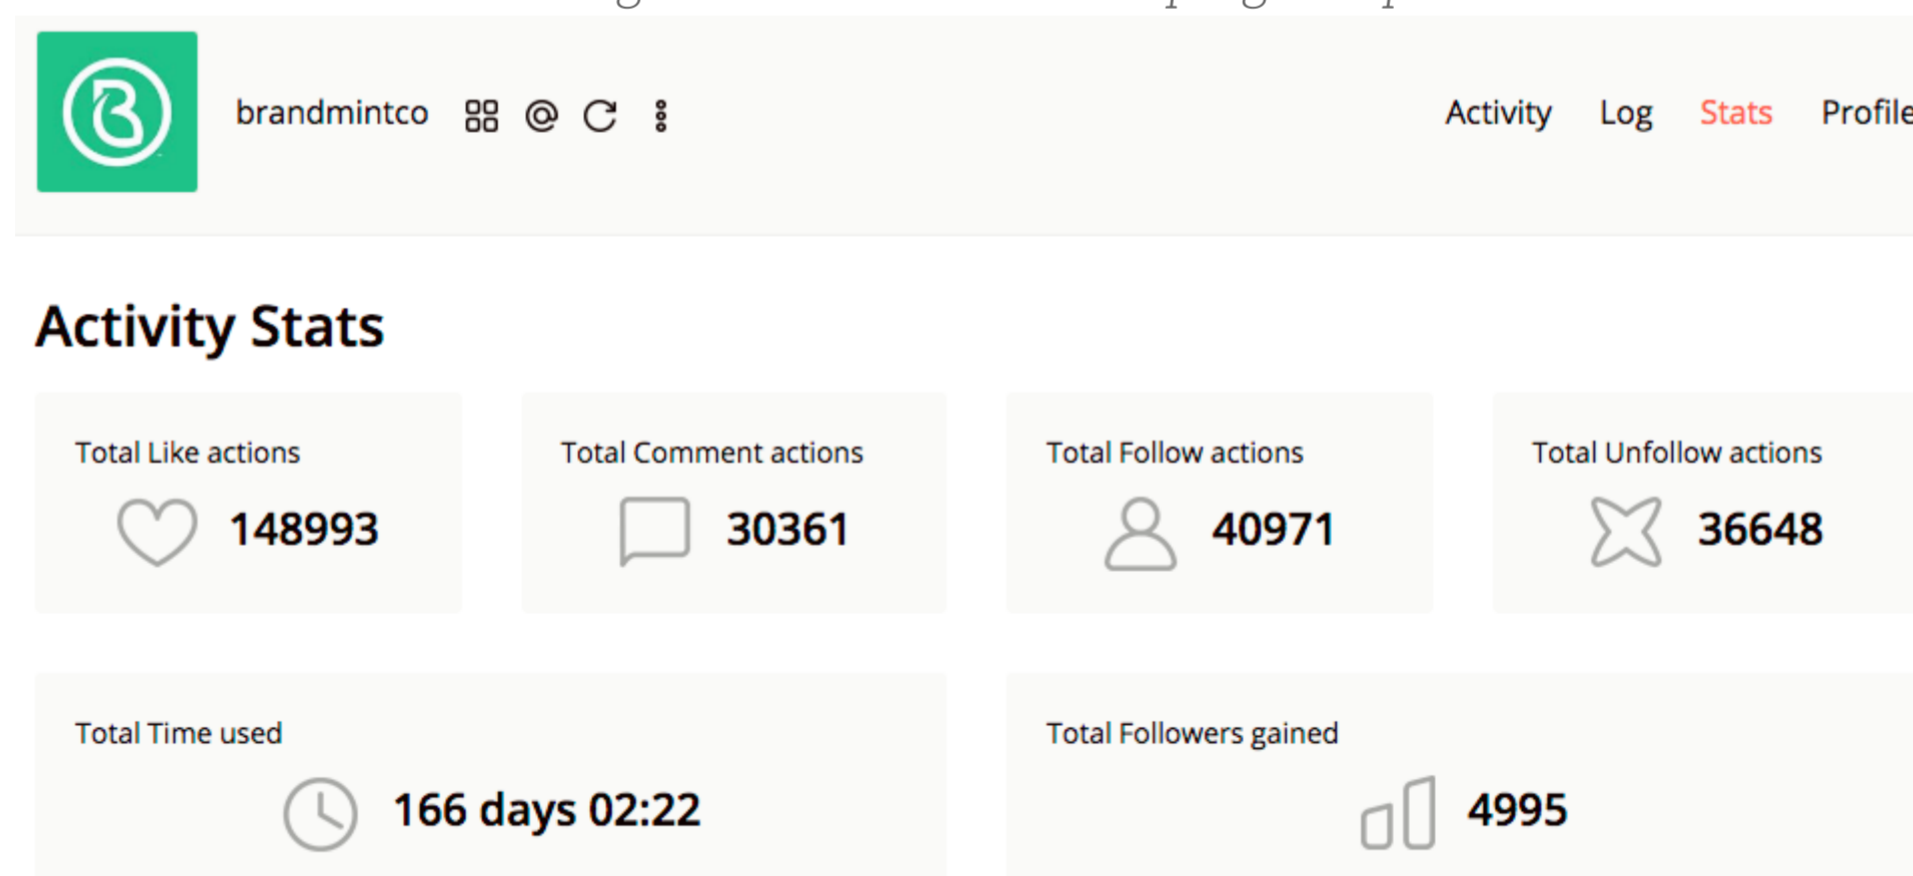 brandmintco
Activity Log Stats Profile
Activity Stats
Total Like actions
148993
Total Comment actions
30361
Total Follow actions
40971
Total Unfollow actions
36648
Total Time used
166 days 02:22
Total Followers gained
4995